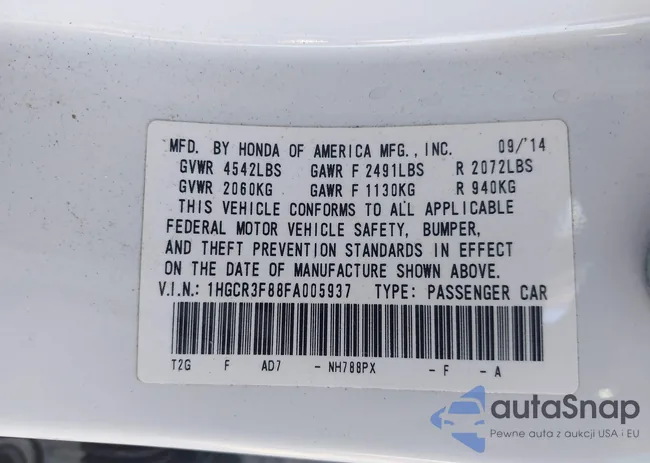 MFD. BY HONDA OF AMERICA MFG., INC. 09/'14
GVWR 4542LBS GAWR F 2491LBS R 2072LBS
GVWR 2060KG GAWR F 1130KG R 940KG
THIS VEHICLE CONFORMS TO ALL APPLICABLE
FEDERAL MOTOR VEHICLE SAFETY, BUMPER,
AND THEFT PREVENTION STANDARDS IN EFFECT
ON THE DATE OF MANUFACTURE SHOWN ABOVE.
V.I.N.: 1HGCR3F88FA005937 TYPE: PASSENGER CAR
T2G F AD7 - NH788PX - F - A
autaSnap
Pewne auta z aukcji USA i EU